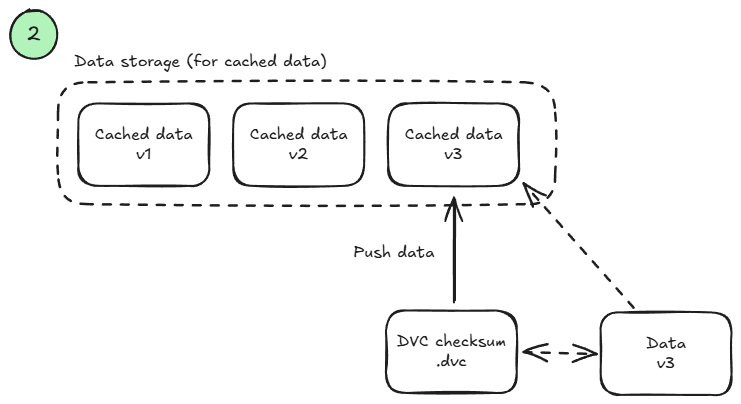 2
Data storage (for cached data)
Cached data
v1
Cached data
v2
Cached data
v3
Push data
DVC checksum
.dvc
Data
v3